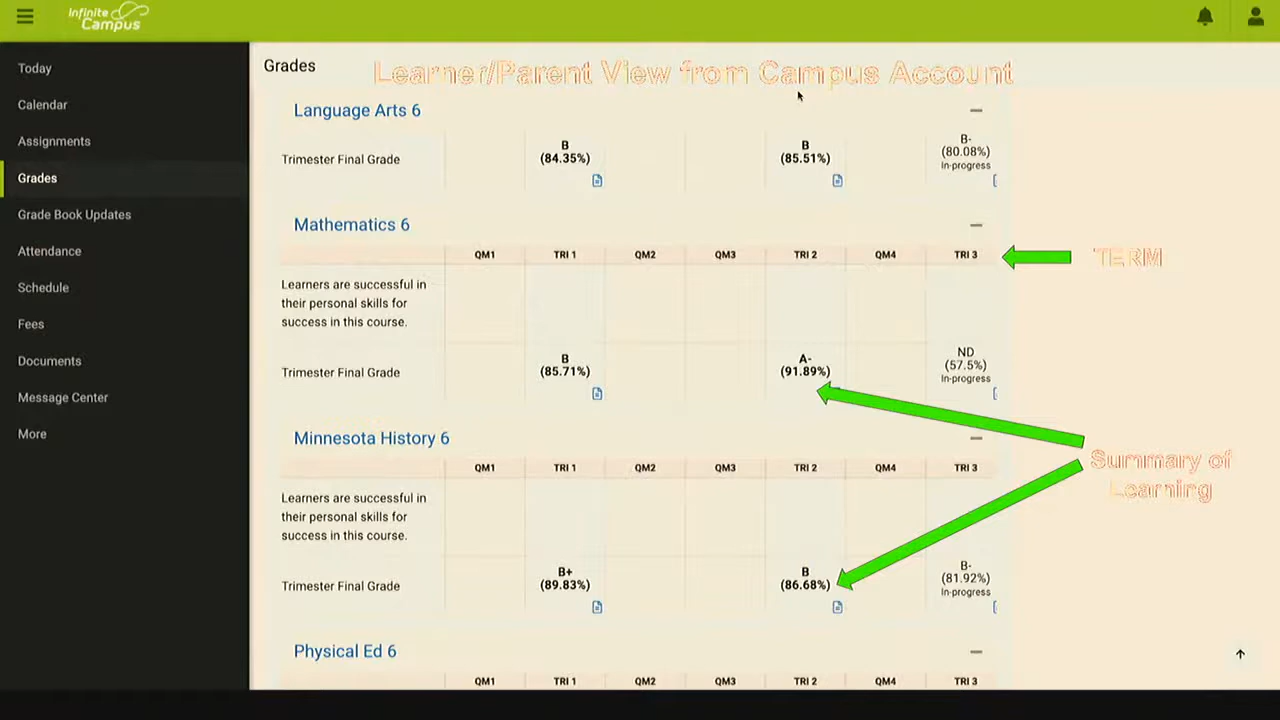 Infinite
Campus
Today
Calendar
Assignments
Grades
Grade Book Updates
Attendance
Schedule
Fees
Documents
Message Center
More
Grades
Learner/Parent View from Campus Account
Language Arts 6
Trimester Final Grade
B
(84.35%)
B
(85.51%)
B-
(80.08%)
In-progress
Mathematics 6
QM1 TRI 1 QM2 QM3 TRI 2 QM4 TRI 3
TERM
Learners are successful in
their personal skills for
success in this course.
Trimester Final Grade
B
(85.71%)
A-
(91.89%)
ND
(57.5%)
In-progress
Summary of
Learning
Minnesota History 6
QM1 TRI 1 QM2 QM3 TRI 2 QM4 TRI 3
Learners are successful in
their personal skills for
success in this course.
Trimester Final Grade
B+
(89.83%)
B
(86.68%)
B-
(81.92%)
In-progress
Physical Ed 6
QM1 TRI 1 QM2 QM3 TRI 2 QM4 TRI 3